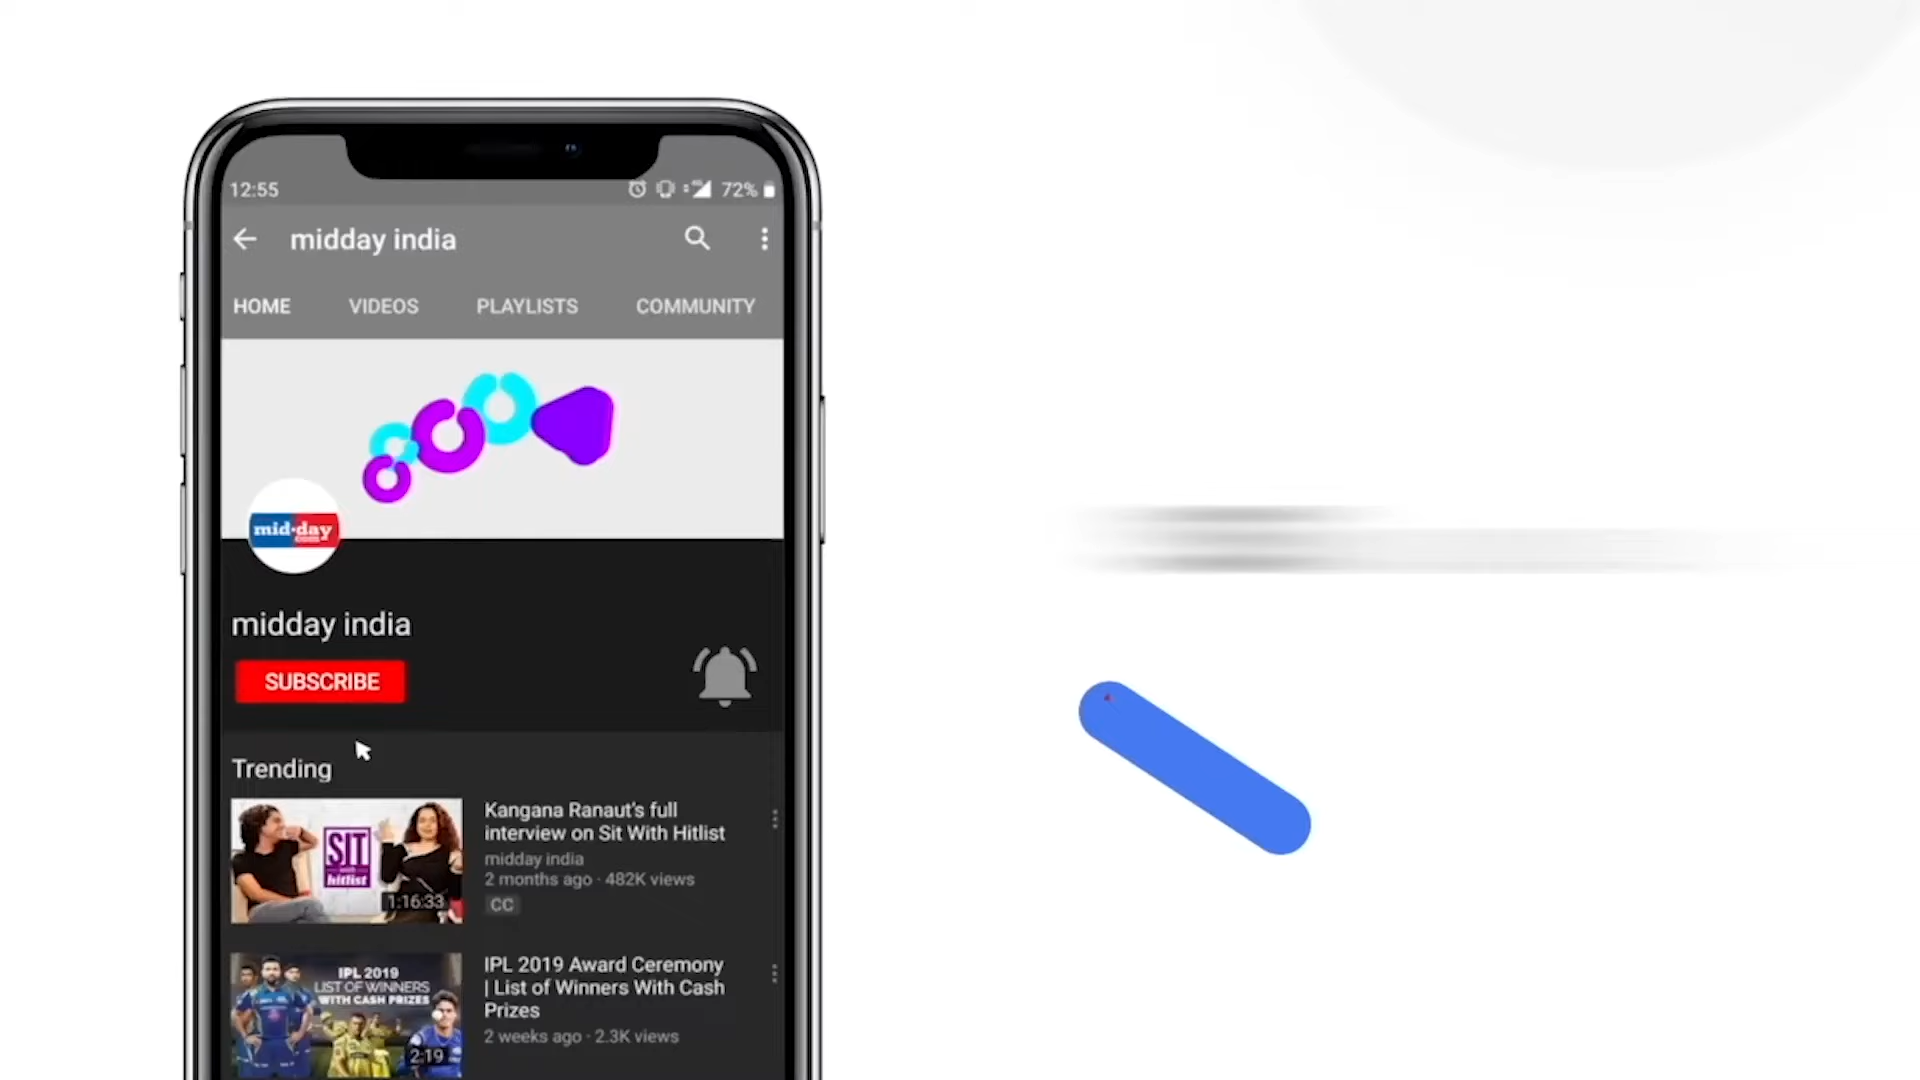 12:55
72%
midday india
HOME VIDEOS PLAYLISTS COMMUNITY
mid-day
com
midday india
SUBSCRIBE
Trending
Kangana Ranaut's full
interview on Sit With Hitlist
midday india
2 months ago · 482K views
CC
SIT
with
hitlist
1:16:33
IPL 2019 Award Ceremony
| List of Winners With Cash
Prizes
2 weeks ago · 2.3K views
IPL 2019
LIST OF WINNERS
WITH CASH PRIZES
2:19